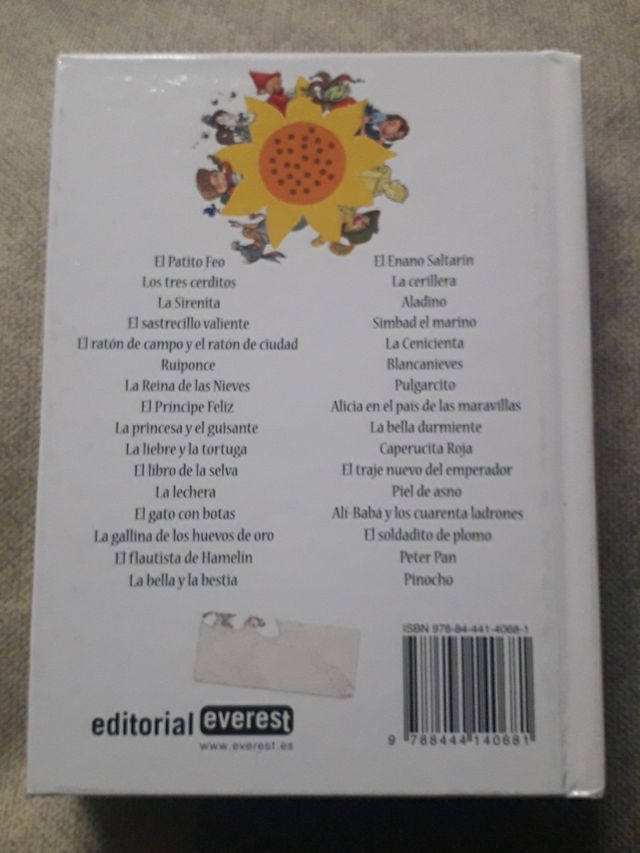 El Patito Feo
Los tres cerditos
La Sirenita
El sastrecillo valiente
El ratón de campo y el ratón de ciudad
Ruiponce
La Reina de las Nieves
El Príncipe Feliz
La princesa y el guisante
La liebre y la tortuga
El libro de la selva
La lechera
El gato con botas
La gallina de los huevos de oro
El flautista de Hamelín
La bella y la bestia
El Enano Saltarín
La cerillera
Aladino
Simbad el marino
La Cenicienta
Blancanieves
Pulgarcito
Alicia en el país de las maravillas
La bella durmiente
Caperucita Roja
El traje nuevo del emperador
Piel de asno
Alí-Babá y los cuarenta ladrones
El soldadito de plomo
Peter Pan
Pinocho
editorial everest
www.everest.es
ISBN 978-84-441-4068-1
9 788444 140681